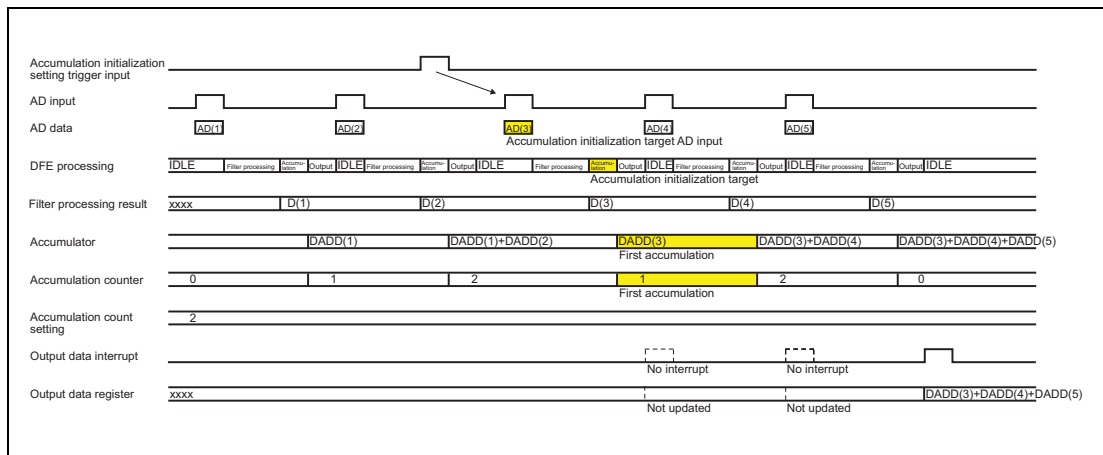 Accumulation initialization
setting trigger input
AD input
AD data
AD(1) AD(2) AD(3) AD(4) AD(5)
Accumulation initialization target AD input
DFE processing
IDLE Filter processing Accumu-lation Output IDLE Filter processing Accumu-lation Output IDLE Filter processing Accumu-lation Output IDLE Filter processing Accumu-lation Output IDLE Filter processing Accumu-lation Output IDLE
Accumulation initialization target
Filter processing result
xxxx D(1) D(2) D(3) D(4) D(5)
Accumulator
DADD(1) DADD(1)+DADD(2) DADD(3) DADD(3)+DADD(4) DADD(3)+DADD(4)+DADD(5)
First accumulation
Accumulation counter
0 1 2 1 2 0
First accumulation
Accumulation count
setting
2
Output data interrupt
No interrupt No interrupt
Output data register
xxxx DADD(3)+DADD(4)+DADD(5)
Not updated Not updated